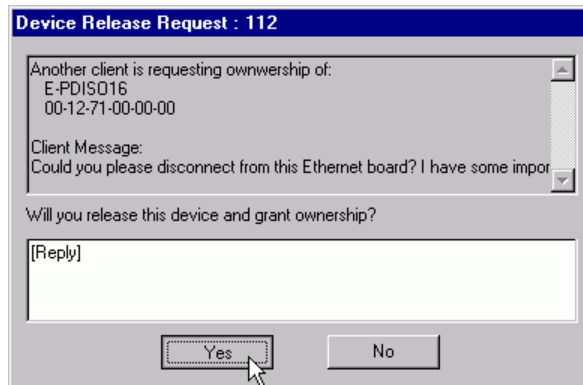 Device Release Request : 112
Another client is requesting ownwership of:
E-PDISO16
00-12-71-00-00-00
Client Message:
Could you please disconnect from this Ethernet board? I have some impor
Will you release this device and grant ownership?
[Reply]
Yes
No